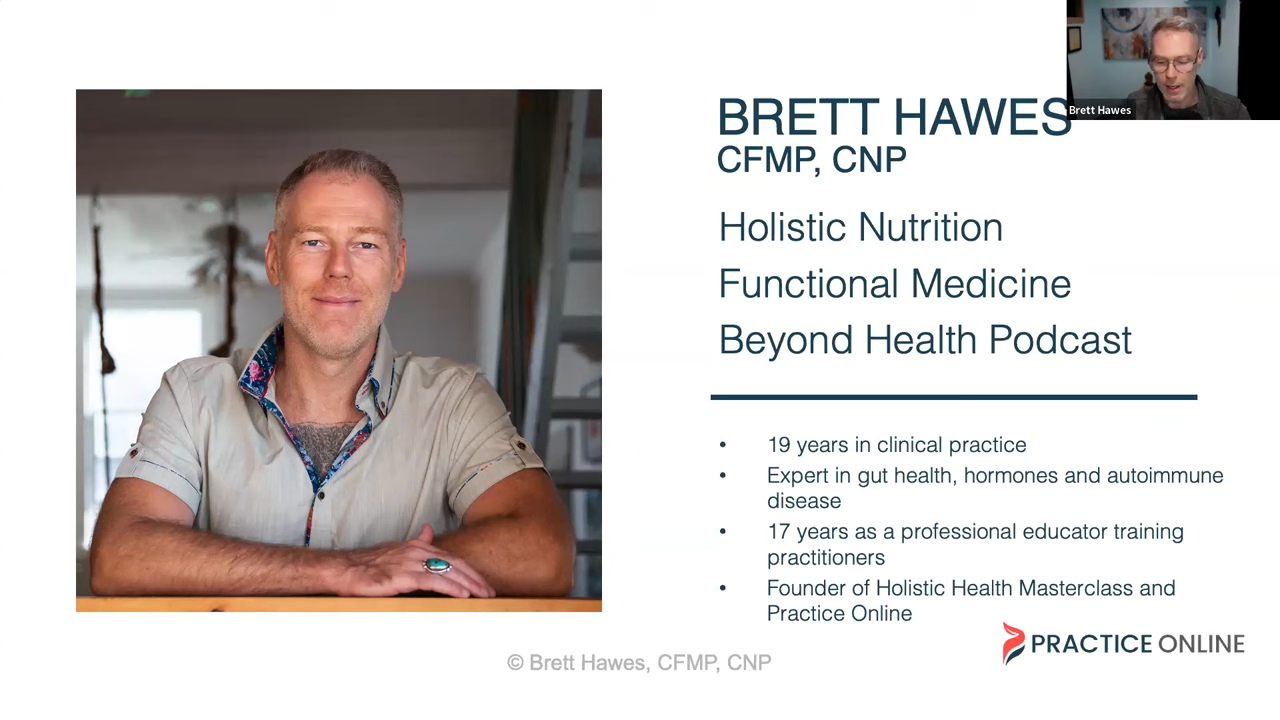 BRETT HAWES
Brett Hawes
CFMP, CNP
Holistic Nutrition
Functional Medicine
Beyond Health Podcast
• 19 years in clinical practice
• Expert in gut health, hormones and autoimmune
disease
• 17 years as a professional educator training
practitioners
• Founder of Holistic Health Masterclass and
Practice Online
PRACTICE ONLINE
© Brett Hawes, CFMP, CNP